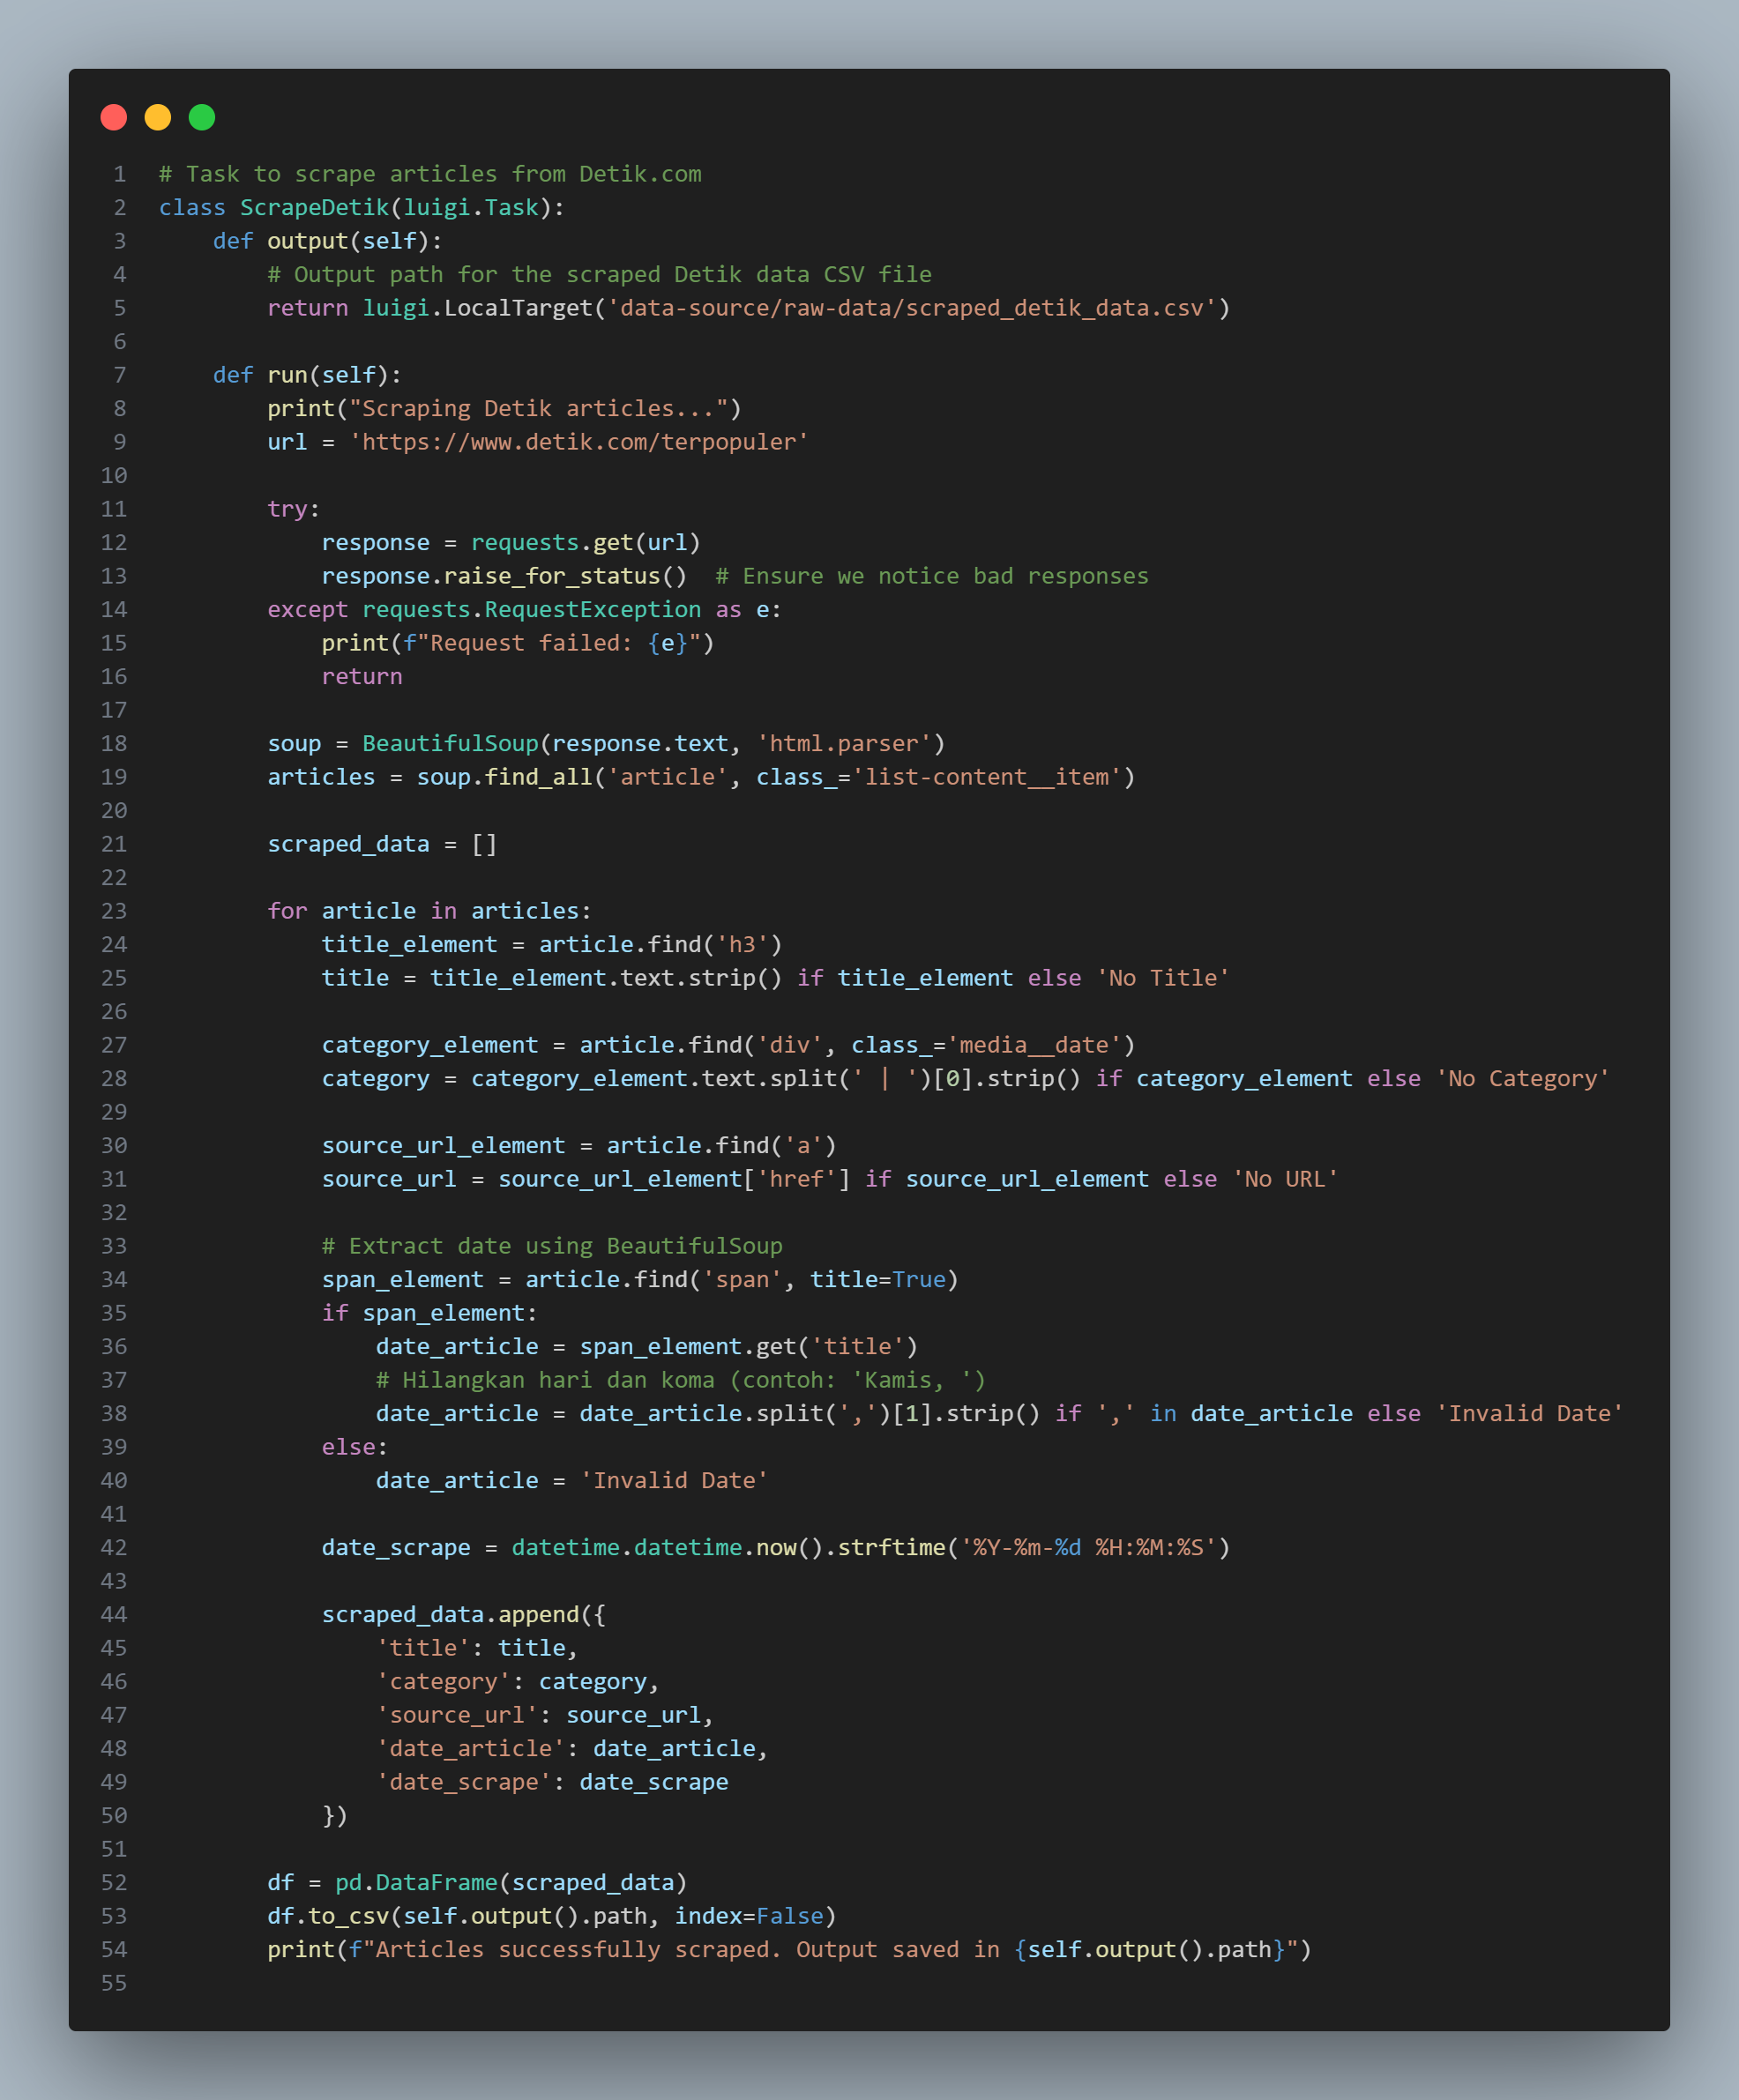 1 # Task to scrape articles from Detik.com
2 class ScrapeDetik(luigi.Task):
3     def output(self):
4         # Output path for the scraped Detik data CSV file
5         return luigi.LocalTarget('data-source/raw-data/scraped_detik_data.csv')
6
7     def run(self):
8         print("Scraping Detik articles...")
9         url = 'https://www.detik.com/terpopuler'
10
11         try:
12             response = requests.get(url)
13             response.raise_for_status()  # Ensure we notice bad responses
14         except requests.RequestException as e:
15             print(f"Request failed: {e}")
16             return
17
18         soup = BeautifulSoup(response.text, 'html.parser')
19         articles = soup.find_all('article', class_='list-content__item')
20
21         scraped_data = []
22
23         for article in articles:
24             title_element = article.find('h3')
25             title = title_element.text.strip() if title_element else 'No Title'
26
27             category_element = article.find('div', class_='media__date')
28             category = category_element.text.split(' | ')[0].strip() if category_element else 'No Category'
29
30             source_url_element = article.find('a')
31             source_url = source_url_element['href'] if source_url_element else 'No URL'
32
33             # Extract date using BeautifulSoup
34             span_element = article.find('span', title=True)
35             if span_element:
36                 date_article = span_element.get('title')
37                 # Hilangkan hari dan koma (contoh: 'Kamis, ')
38                 date_article = date_article.split(',')[1].strip() if ',' in date_article else 'Invalid Date'
39             else:
40                 date_article = 'Invalid Date'
41
42             date_scrape = datetime.datetime.now().strftime('%Y-%m-%d %H:%M:%S')
43
44             scraped_data.append({
45                 'title': title,
46                 'category': category,
47                 'source_url': source_url,
48                 'date_article': date_article,
49                 'date_scrape': date_scrape
50             })
51
52         df = pd.DataFrame(scraped_data)
53         df.to_csv(self.output().path, index=False)
54         print(f"Articles successfully scraped. Output saved in {self.output().path}")
55